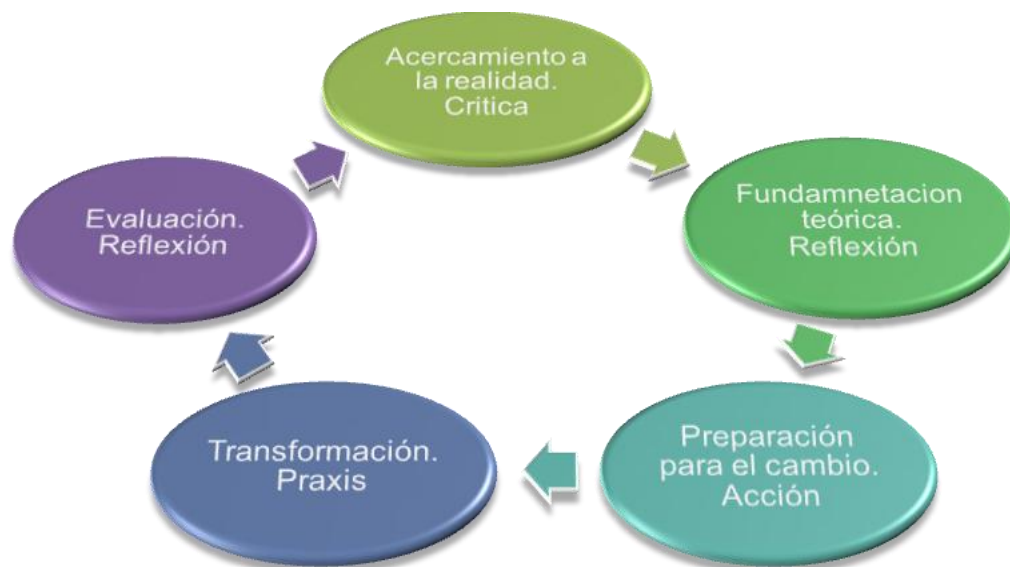 Acercamiento a
la realidad.
Critica
Fundamnetacion
teórica.
Reflexión
Preparación
para el cambio.
Acción
Transformación.
Praxis
Evaluación.
Reflexión